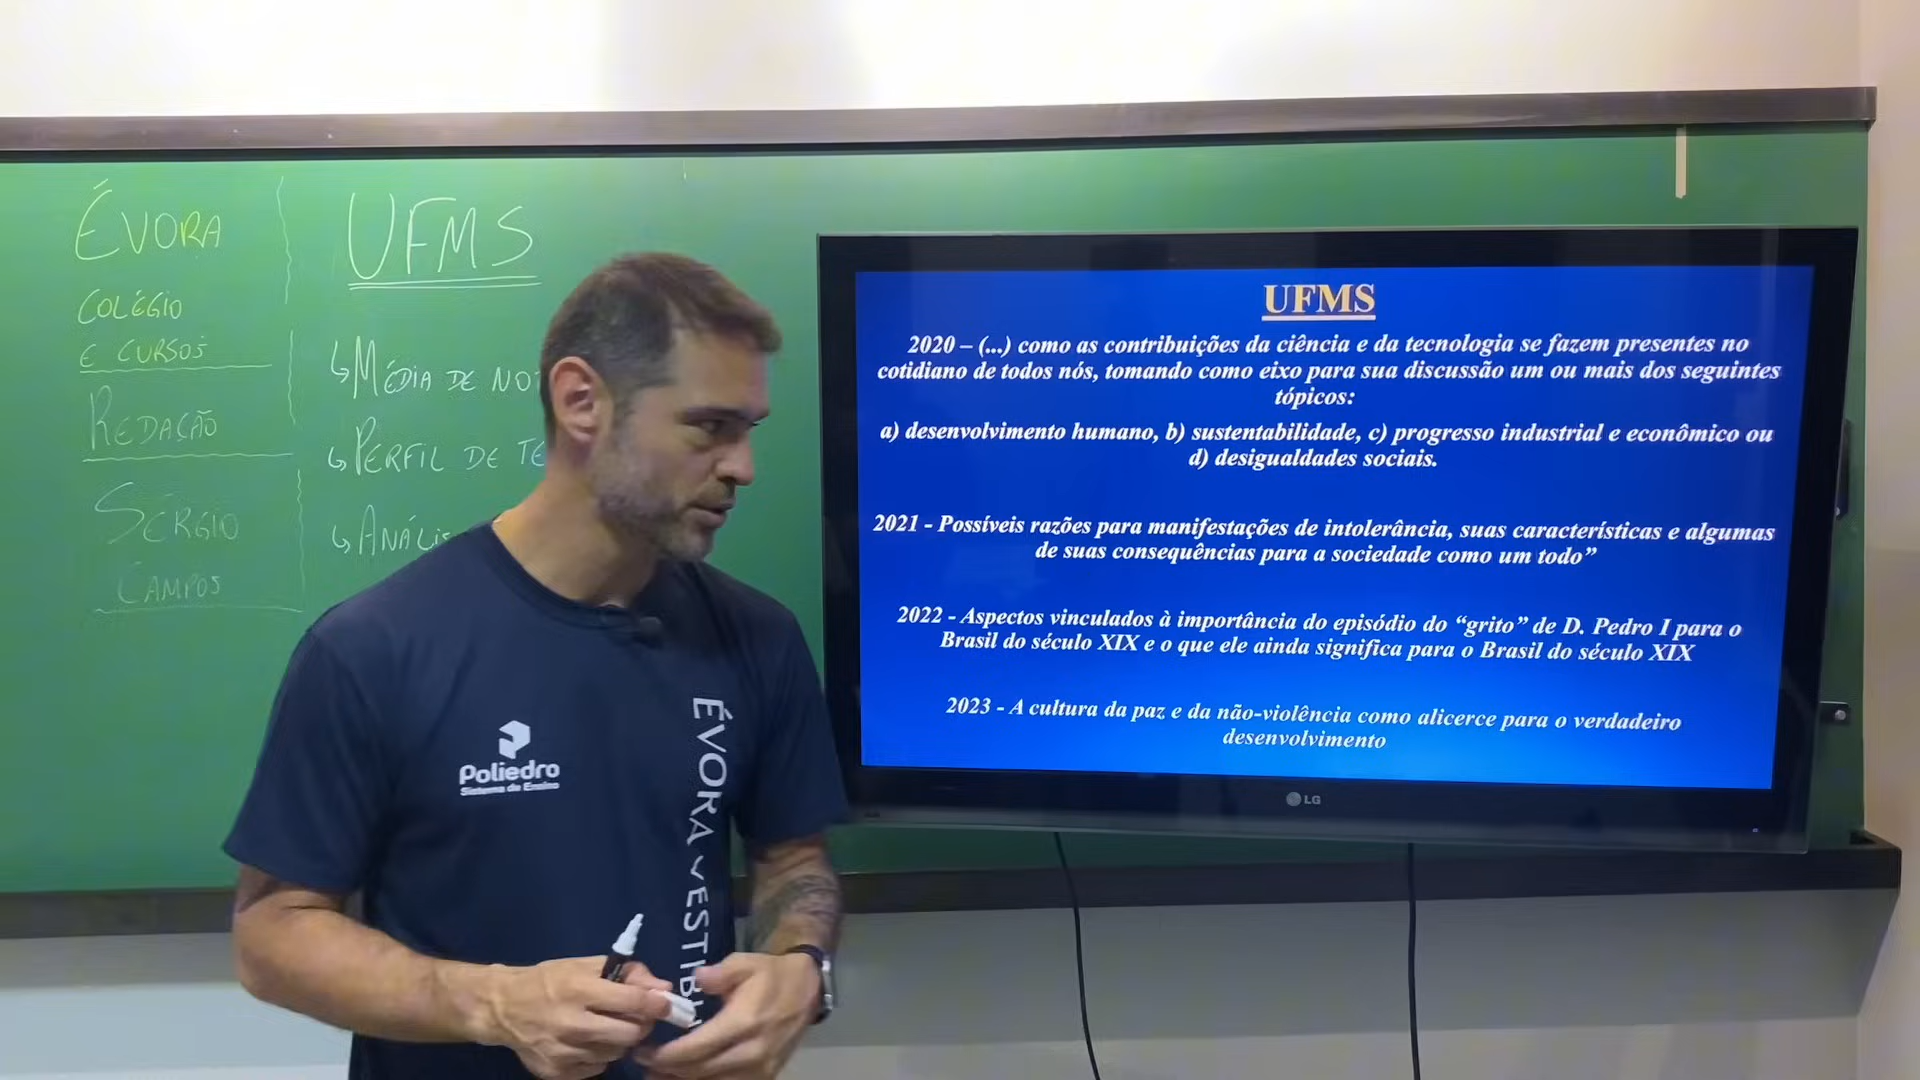 ÉVORA
COLÉGIO
E CURSOS
REDAÇÃO
SÉRGIO
CAMPOS
UFMS
MÉDIA DE
PERFIL DE
UFMS
2020 – (...) como as contribuições da ciência e da tecnologia se fazem presentes no
cotidiano de todos nós, tomando como eixo para sua discussão um ou mais dos seguintes
tópicos:
a) desenvolvimento humano, b) sustentabilidade, c) progresso industrial e econômico ou
d) desigualdades sociais.
2021 - Possíveis razões para manifestações de intolerância, suas características e algumas
de suas consequências para a sociedade como um todo”
2022 - Aspectos vinculados à importância do episódio do “grito” de D. Pedro I para o
Brasil do século XIX e o que ele ainda significa para o Brasil do século XIX
2023 - A cultura da paz e da não-violência como alicerce para o verdadeiro
desenvolvimento
LG
Poliedro
Sistema de Ensino
ÉVORA